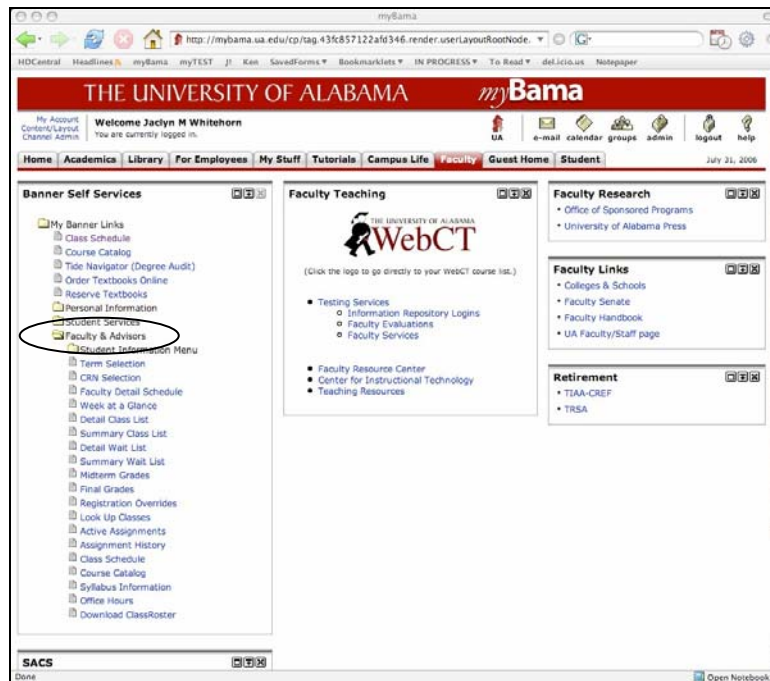 myBama
http://mybama.ua.edu/cp/tag.43fc857122afd346.render.userLayoutRootNode.
HDCentral Headlines myBama myTEST J! Ken SavedForms Bookmarklets IN PROGRESS To Read del.icio.us Notepaper
THE UNIVERSITY OF ALABAMA myBama
My Account
Content/Layout
Channel Admin
Welcome Jaclyn M Whitehorn
You are currently logged in.
UA e-mail calendar groups admin logout help
Home Academics Library For Employees My Stuff Tutorials Campus Life Faculty Guest Home Student July 31, 2006
Banner Self Services
My Banner Links
Class Schedule
Course Catalog
Tide Navigator (Degree Audit)
Order Textbooks Online
Reserve Textbooks
Personal Information
Student Services
Faculty & Advisors
Student Information Menu
Term Selection
CRN Selection
Faculty Detail Schedule
Week at a Glance
Detail Class List
Summary Class List
Detail Wait List
Summary Wait List
Midterm Grades
Final Grades
Registration Overrides
Look Up Classes
Active Assignments
Assignment History
Class Schedule
Course Catalog
Syllabus Information
Office Hours
Download ClassRoster
SACS
Faculty Teaching
THE UNIVERSITY OF ALABAMA
WebCT
(Click the logo to go directly to your WebCT course list.)
Testing Services
Information Repository Logins
Faculty Evaluations
Faculty Services
Faculty Resource Center
Center for Instructional Technology
Teaching Resources
Faculty Research
Office of Sponsored Programs
University of Alabama Press
Faculty Links
Colleges & Schools
Faculty Senate
Faculty Handbook
UA Faculty/Staff page
Retirement
TIAA-CREF
TRSA
Done
Open Notebook